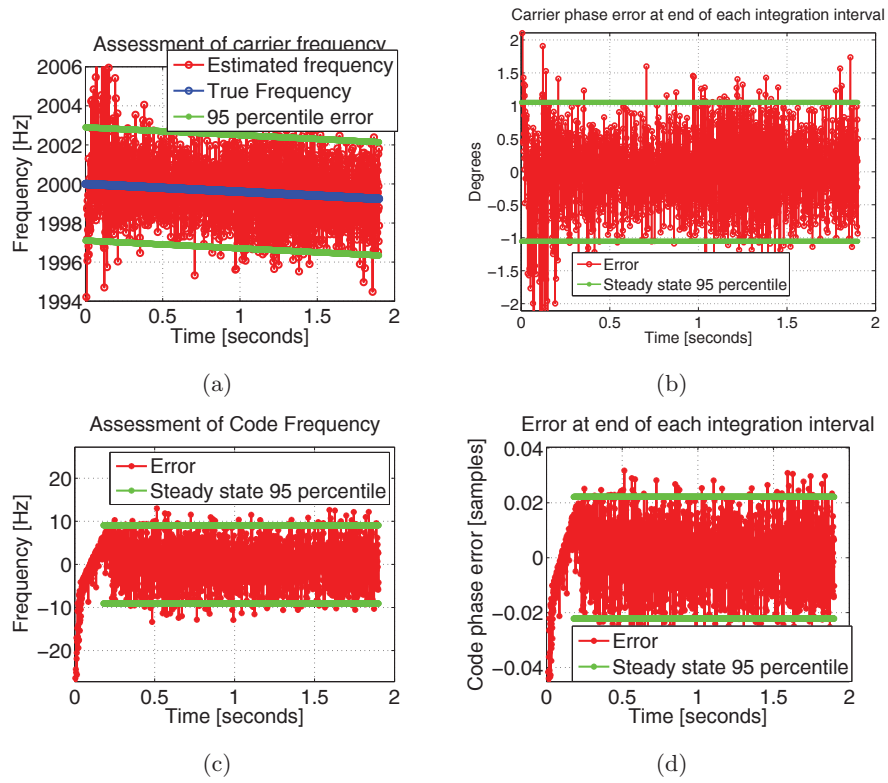 Assessment of carrier frequency
Estimated frequency
True Frequency
95 percentile error
2006
2004
2002
2000
1998
1996
1994
Frequency [Hz]
0 0.5 1 1.5 2
Time [seconds]
(a)
Carrier phase error at end of each integration interval
2
1.5
1
0.5
0
−0.5
−1
−1.5
−2
Degrees
Error
Steady state 95 percentile
0 0.5 1 1.5 2
Time [seconds]
(b)
Assessment of Code Frequency
Error
Steady state 95 percentile
20
10
0
−10
−20
Frequency [Hz]
0 0.5 1 1.5 2
Time [seconds]
(c)
Error at end of each integration interval
0.04
0.02
0
−0.02
−0.04
Code phase error [samples]
Error
Steady state 95 percentile
0 0.5 1 1.5 2
Time [seconds]
(d)